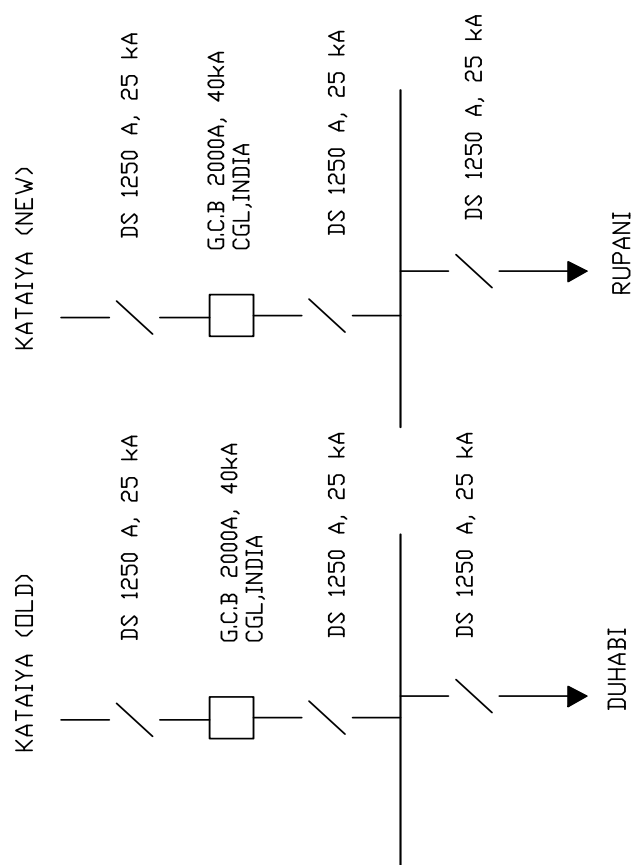 KATAIYA (NEW)
DS 1250 A, 25 kA
G.C.B 2000A, 40kA
CGL,INDIA
DS 1250 A, 25 kA
DS 1250 A, 25 kA
RUPANI
KATAIYA (OLD)
DS 1250 A, 25 kA
G.C.B 2000A, 40kA
CGL,INDIA
DS 1250 A, 25 kA
DS 1250 A, 25 kA
DUHABI